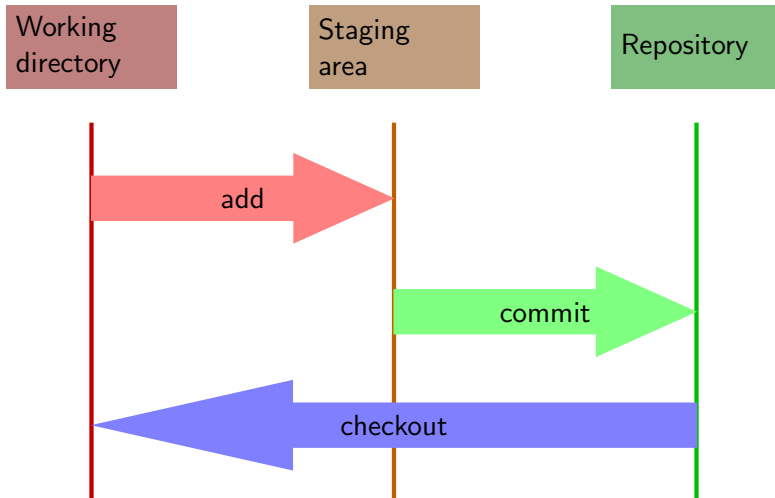 Working
directory
Staging
area
Repository
add
commit
checkout